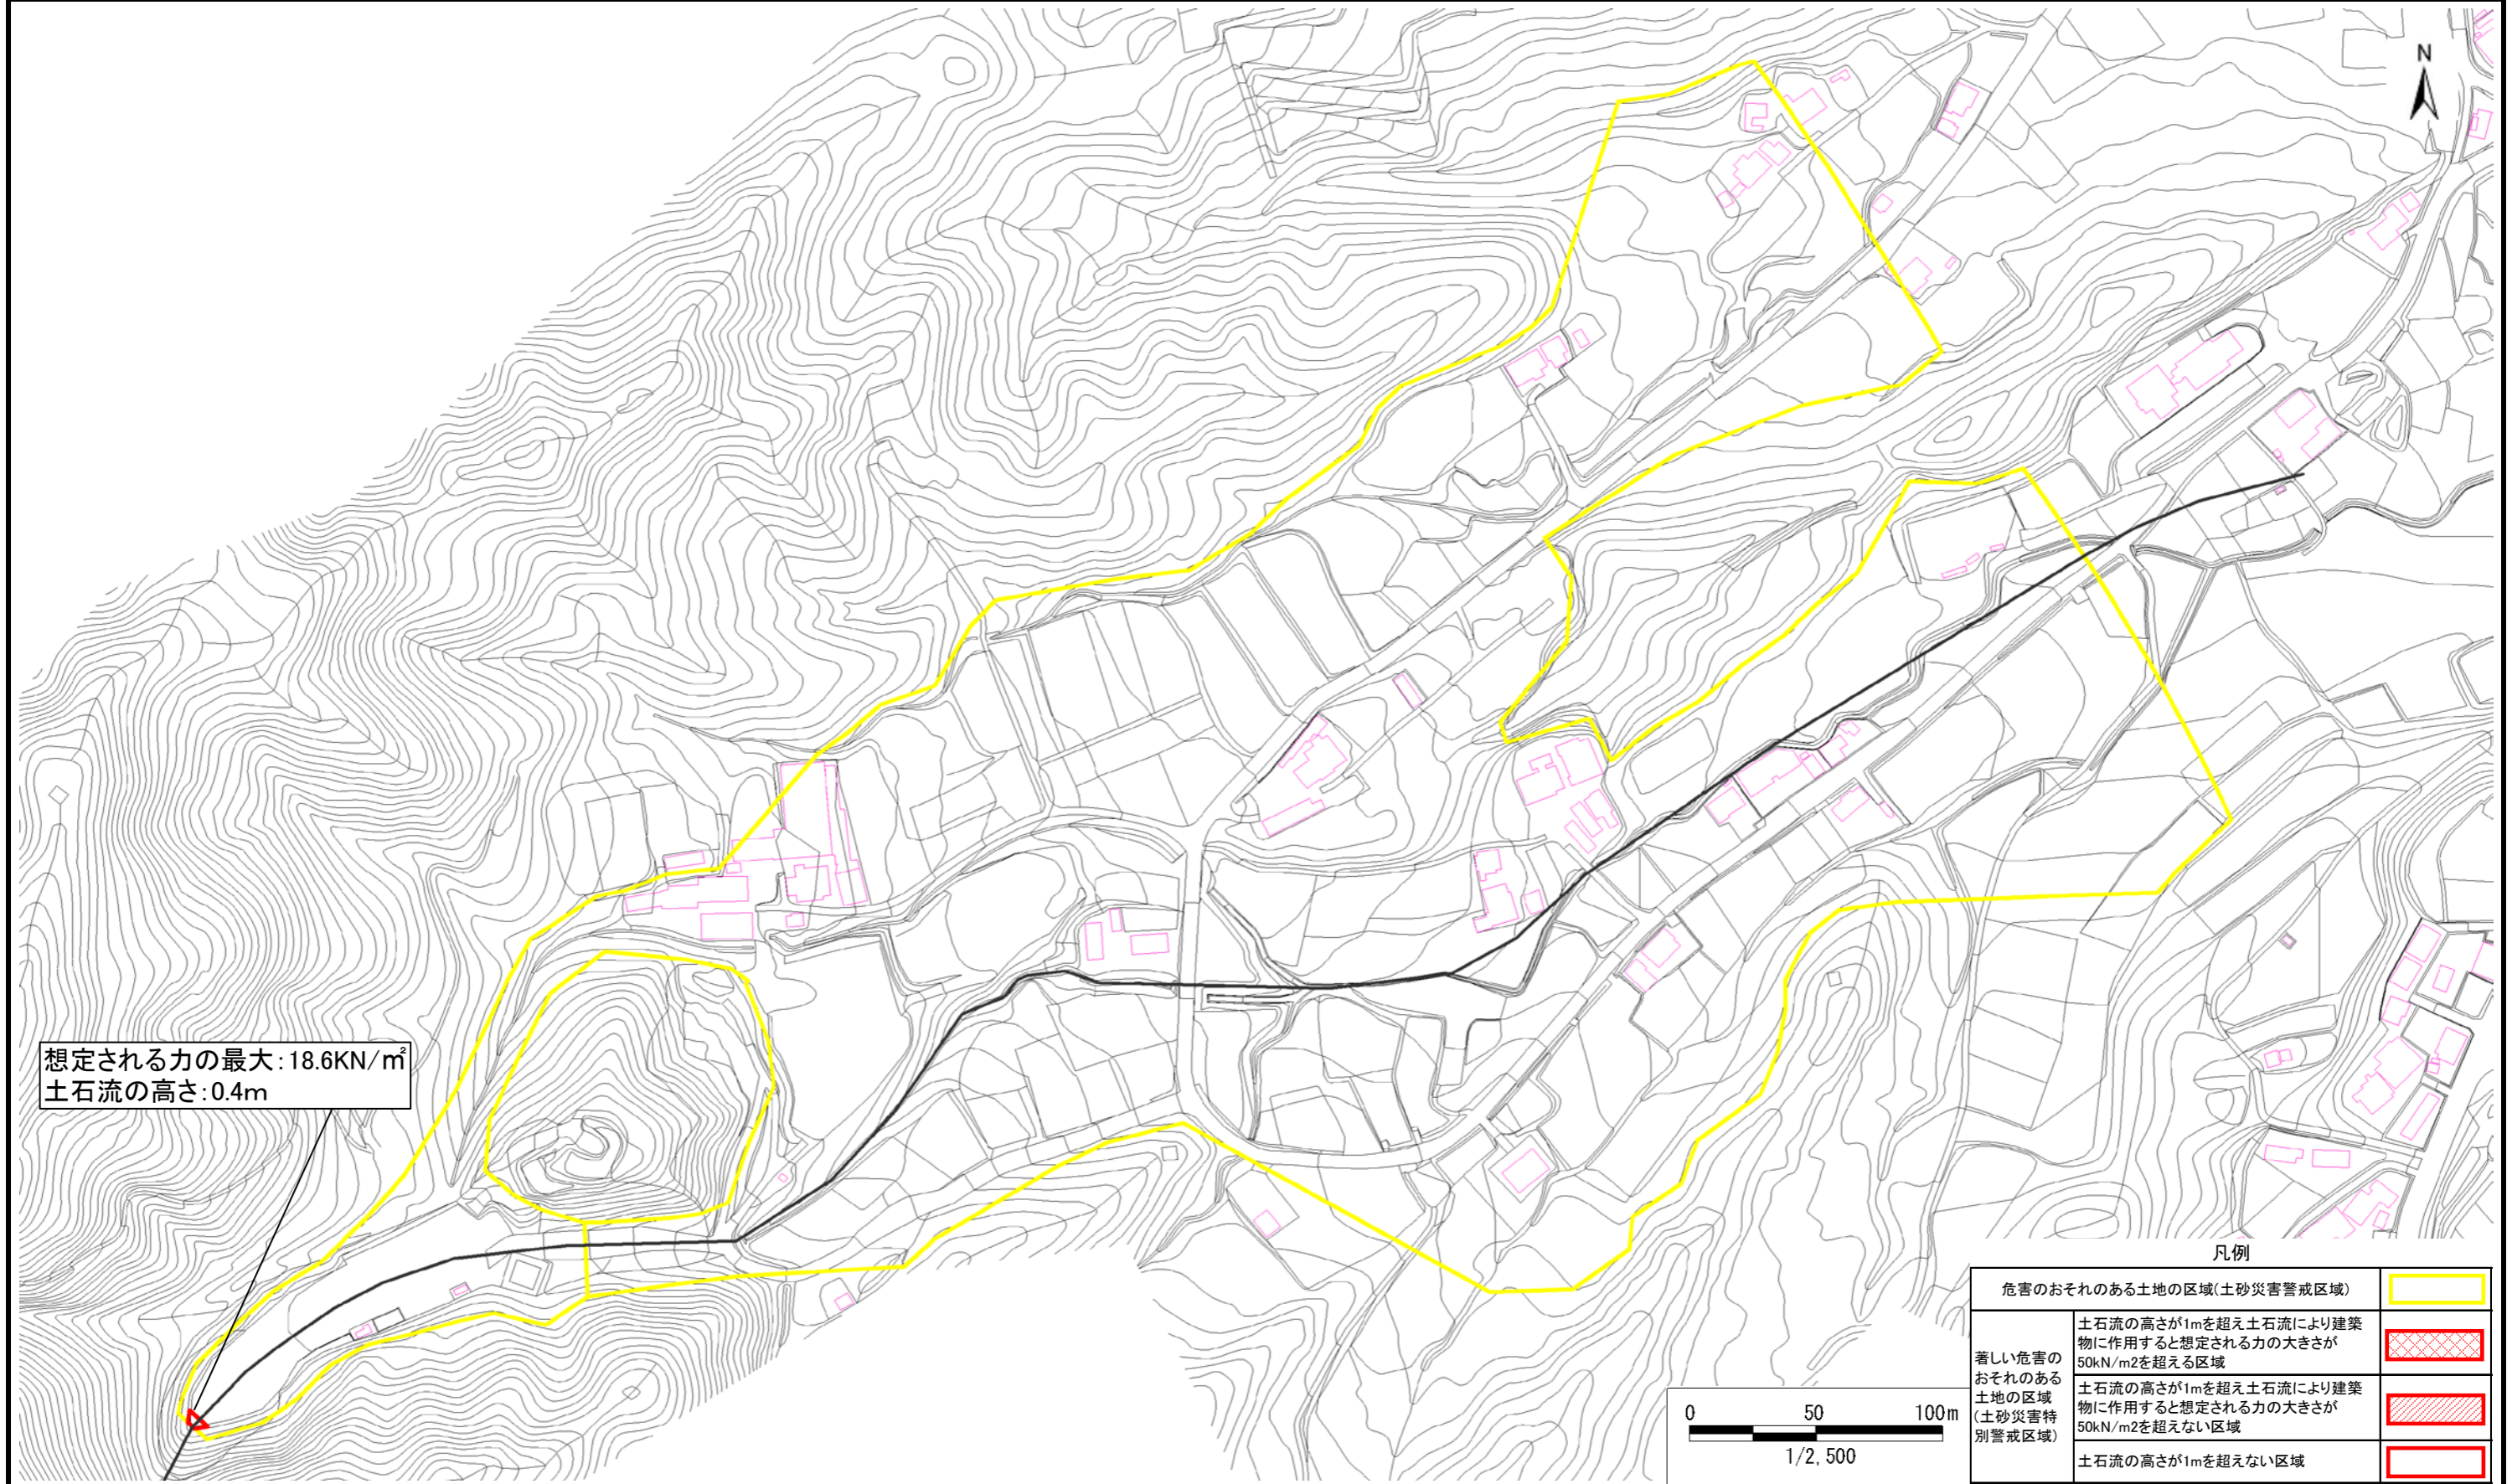 N
想定される力の最大:18.6KN/㎡
土石流の高さ:0.4m
凡例
危害のおそれのある土地の区域(土砂災害警戒区域)
著しい危害の
おそれのある
土地の区域
(土砂災害特
別警戒区域)
土石流の高さが1mを超え土石流により建築
物に作用すると想定される力の大きさが
50kN/m2を超える区域
土石流の高さが1mを超え土石流により建築
物に作用すると想定される力の大きさが
50kN/m2を超えない区域
土石流の高さが1mを超えない区域
0 50 100m
1/2,500